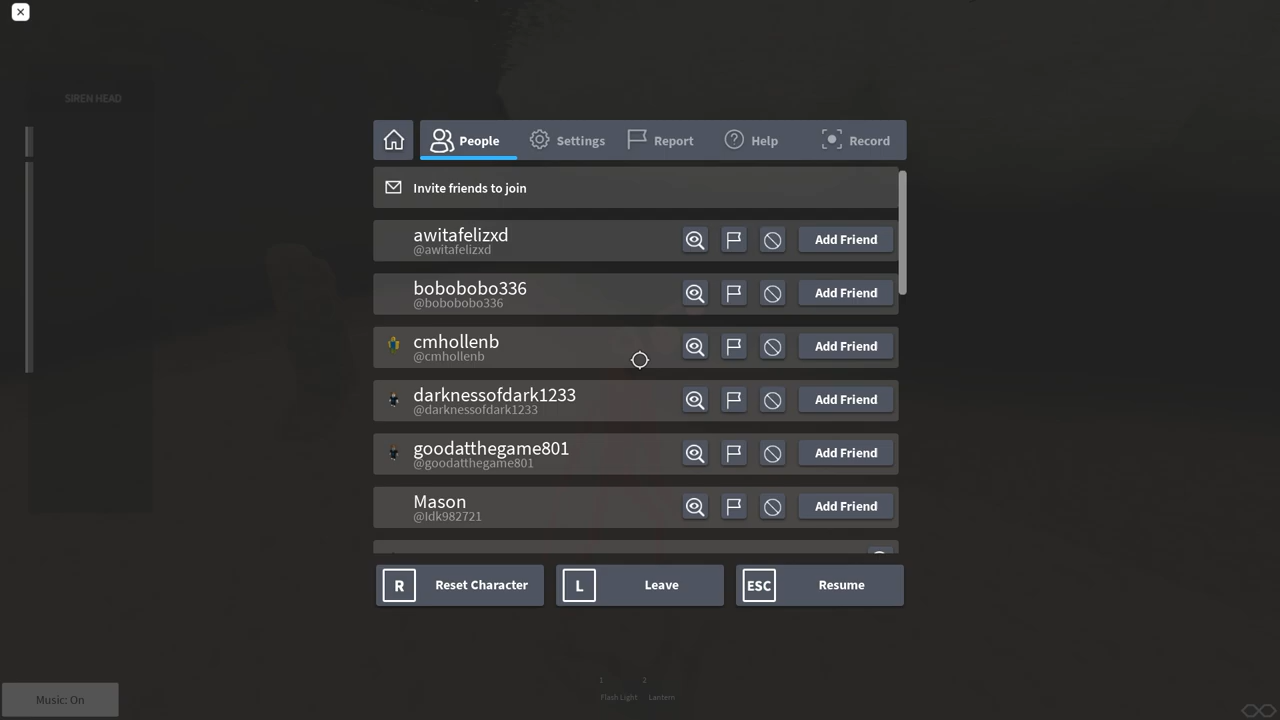 SIREN HEAD
People
Settings
Report
Help
Record
Invite friends to join
awitafelizxd
@awitafelizxd
Add Friend
bobobobo336
@bobobobo336
Add Friend
cmhollenb
@cmhollenb
Add Friend
darknessofdark1233
@darknessofdark1233
Add Friend
goodatthegame801
@goodatthegame801
Add Friend
Mason
@Idk982721
Add Friend
R Reset Character
L Leave
ESC Resume
1 2
Flash Light Lantern
Music: On